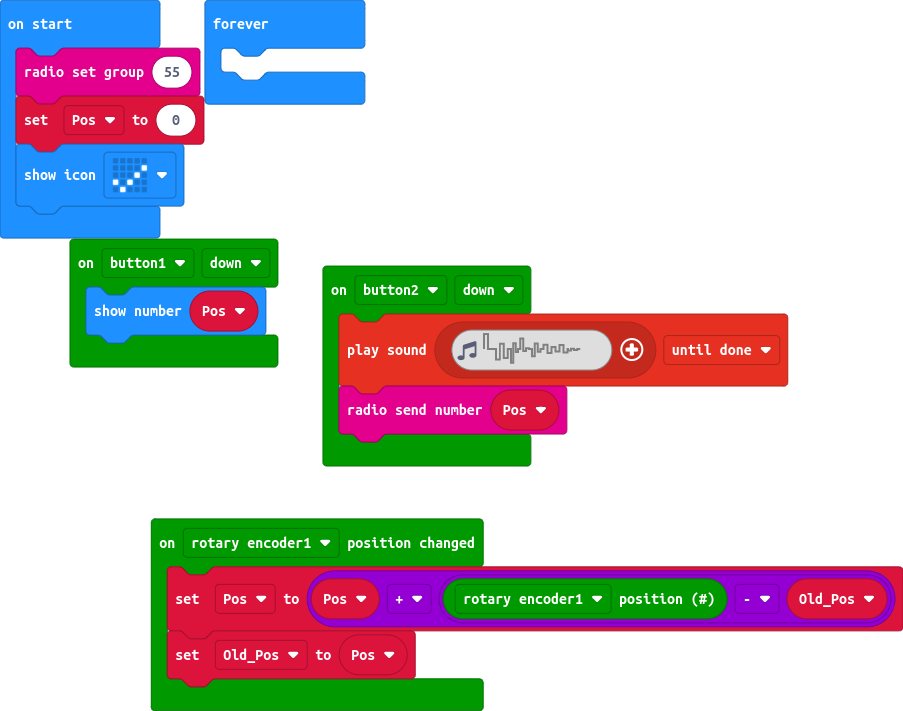 on start
forever
radio set group 55
set Pos to 0
show icon
on button1 down
show number Pos
on button2 down
play sound until done
radio send number Pos
on rotary encoder1 position changed
set Pos to Pos + rotary encoder1 position (#) - Old_Pos
set Old_Pos to Pos